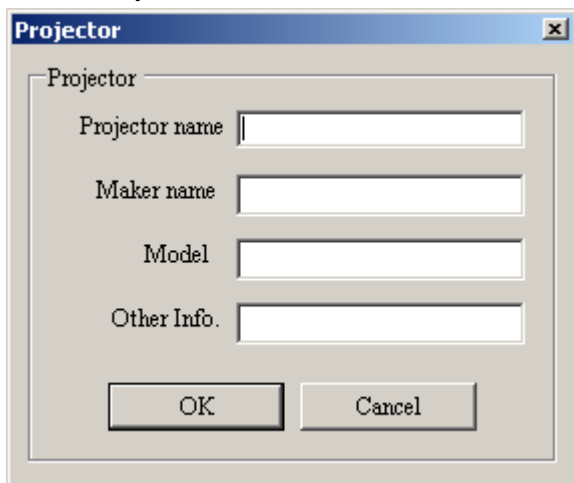 Projector
Projector
Projector name
Maker name
Model
Other Info.
OK Cancel